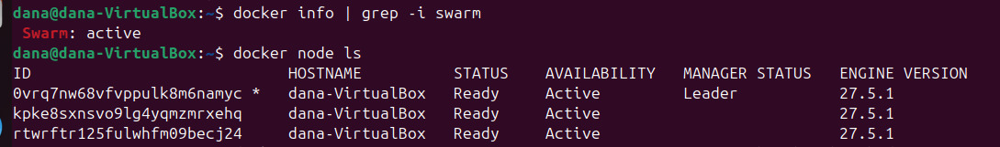 dana@dana-VirtualBox:~$ docker info | grep -i swarm
 Swarm: active
dana@dana-VirtualBox:~$ docker node ls
ID                            HOSTNAME          STATUS    AVAILABILITY   MANAGER STATUS   ENGINE VERSION
0vrq7nw68vfvppulk8m6namyc *   dana-VirtualBox   Ready     Active         Leader           27.5.1
kpke8sxnsvo9lg4yqmzmrxehq     dana-VirtualBox   Ready     Active                          27.5.1
rtwrftr125fulwhfm09becj24     dana-VirtualBox   Ready     Active                          27.5.1